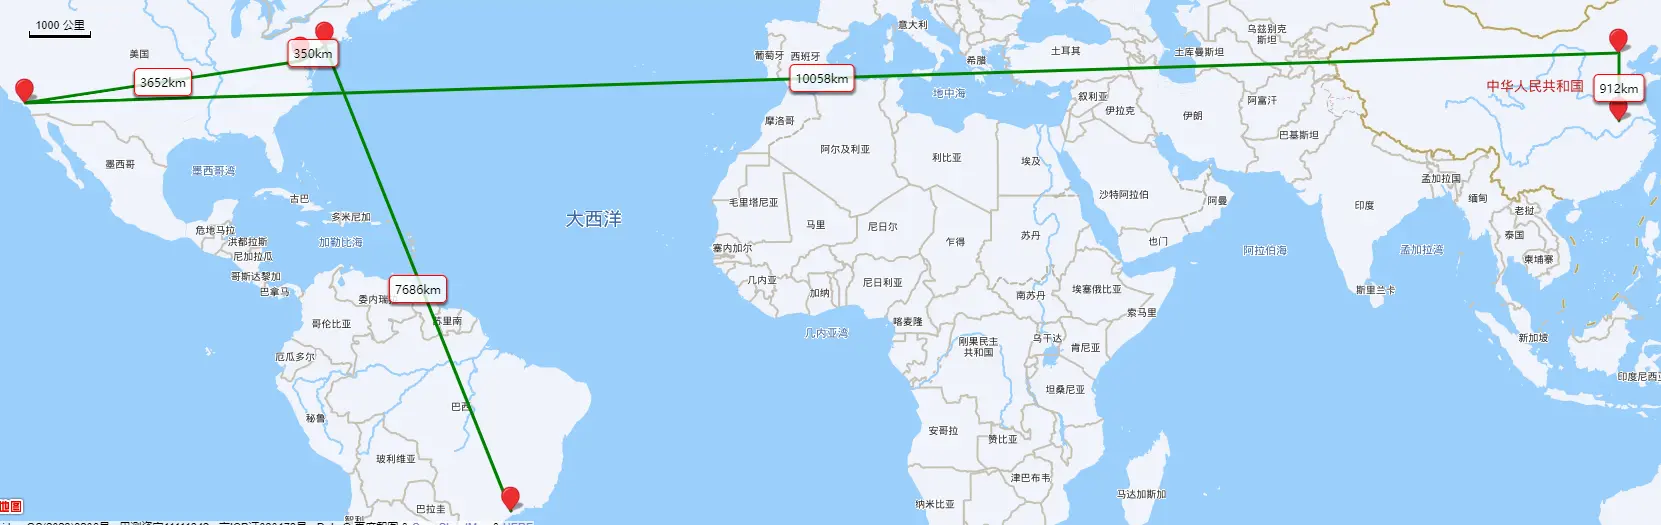 1000 公里
意大利
乌兹别克
斯坦
美国
350km
葡萄牙
西班牙
希腊
土耳其
土库曼斯坦
3652km
10058km
地中海
叙利亚
伊拉克
伊朗
阿富汗
中华人民共和国
912km
摩洛哥
巴基斯坦
墨西哥
墨西哥湾
阿尔及利亚
利比亚
埃及
沙特阿拉伯
阿曼
孟加拉国
缅甸
古巴
多米尼加
毛里塔尼亚
印度
老挝
大西洋
马里
尼日尔
乍得
苏丹
也门
泰国
危地马拉
洪都拉斯
尼加拉瓜
加勒比海
塞内加尔
阿拉伯海
孟加拉湾
柬埔寨
哥斯达黎加
巴拿马
7686km
几内亚
加纳
尼日利亚
南苏丹
埃塞俄比亚
斯里兰卡
索马里
哥伦比亚
苏里南
喀麦隆
几内亚湾
刚果民主
共和国
乌干达
肯尼亚
新加坡
厄瓜多尔
坦桑尼亚
印度尼西亚
秘鲁
巴西
安哥拉
赞比亚
玻利维亚
津巴布韦
马达加斯加
纳米比亚
巴拉圭
地图